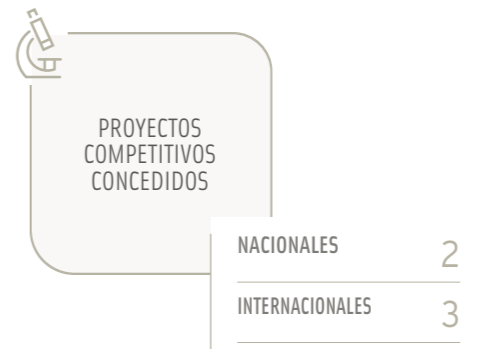 PROYECTOS
COMPETITIVOS
CONCEDIDOS
NACIONALES 2
INTERNACIONALES 3